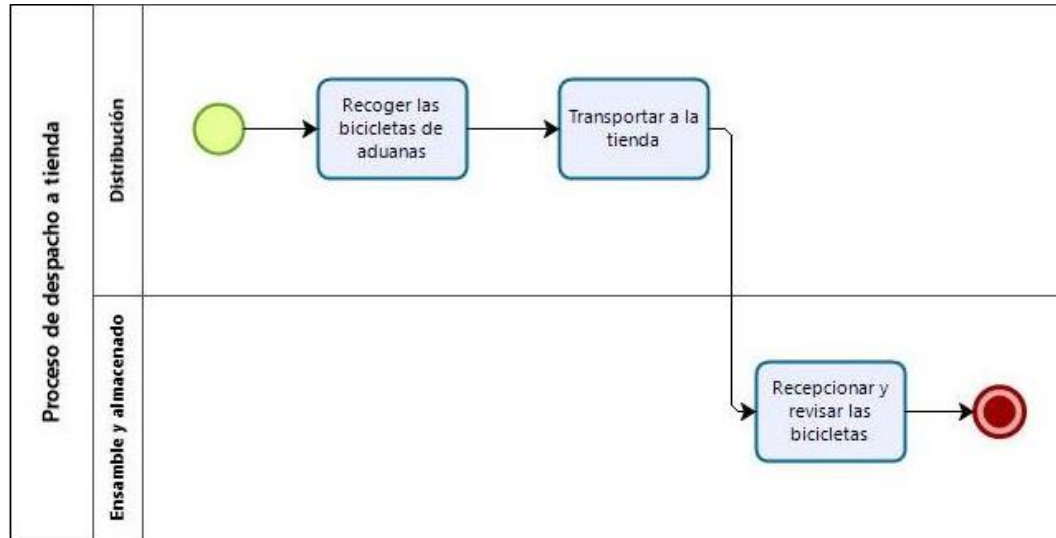 Proceso de despacho a tienda
Distribución
Recoger las
bicicletas de
aduanas
Transportar a la
tienda
Ensamble y almacenado
Recepcionar y
revisar las
bicicletas